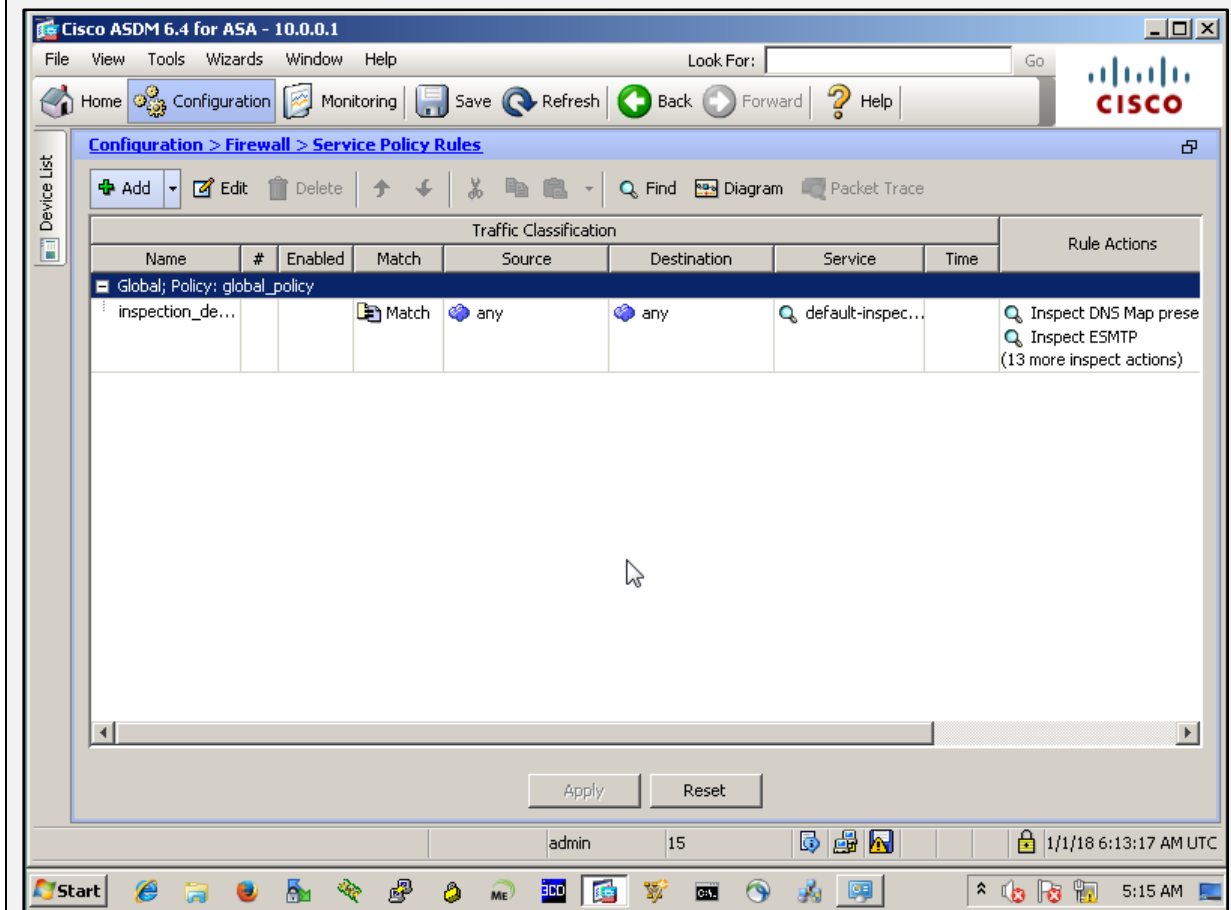 Cisco ASDM 6.4 for ASA - 10.0.0.1
File View Tools Wizards Window Help Look For: Go
Home Configuration Monitoring Save Refresh Back Forward Help
CISCO
Device List
Configuration > Firewall > Service Policy Rules
Add Edit Delete Find Diagram Packet Trace
Traffic Classification
Rule Actions
Name # Enabled Match Source Destination Service Time
Global; Policy: global_policy
inspection_de... Match any any default-inspec... Inspect DNS Map prese
Inspect ESMTP
(13 more inspect actions)
Apply Reset
admin 15 1/1/18 6:13:17 AM UTC
Start ME BCD C:\ 5:15 AM